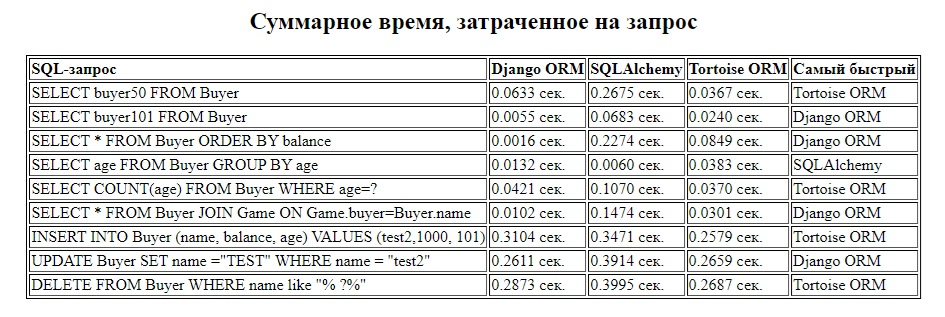 Суммарное время, затраченное на запрос
SQL-запрос Django ORM SQLAlchemy Tortoise ORM Самый быстрый
SELECT buyer50 FROM Buyer 0.0633 сек. 0.2675 сек. 0.0367 сек. Tortoise ORM
SELECT buyer101 FROM Buyer 0.0055 сек. 0.0683 сек. 0.0240 сек. Django ORM
SELECT * FROM Buyer ORDER BY balance 0.0016 сек. 0.2274 сек. 0.0849 сек. Django ORM
SELECT age FROM Buyer GROUP BY age 0.0132 сек. 0.0060 сек. 0.0383 сек. SQLAlchemy
SELECT COUNT(age) FROM Buyer WHERE age=? 0.0421 сек. 0.1070 сек. 0.0370 сек. Tortoise ORM
SELECT * FROM Buyer JOIN Game ON Game.buyer=Buyer.name 0.0102 сек. 0.1474 сек. 0.0301 сек. Django ORM
INSERT INTO Buyer (name, balance, age) VALUES (test2,1000, 101) 0.3104 сек. 0.3471 сек. 0.2579 сек. Tortoise ORM
UPDATE Buyer SET name ="TEST" WHERE name = "test2" 0.2611 сек. 0.3914 сек. 0.2659 сек. Django ORM
DELETE FROM Buyer WHERE name like "% ?%" 0.2873 сек. 0.3995 сек. 0.2687 сек. Tortoise ORM